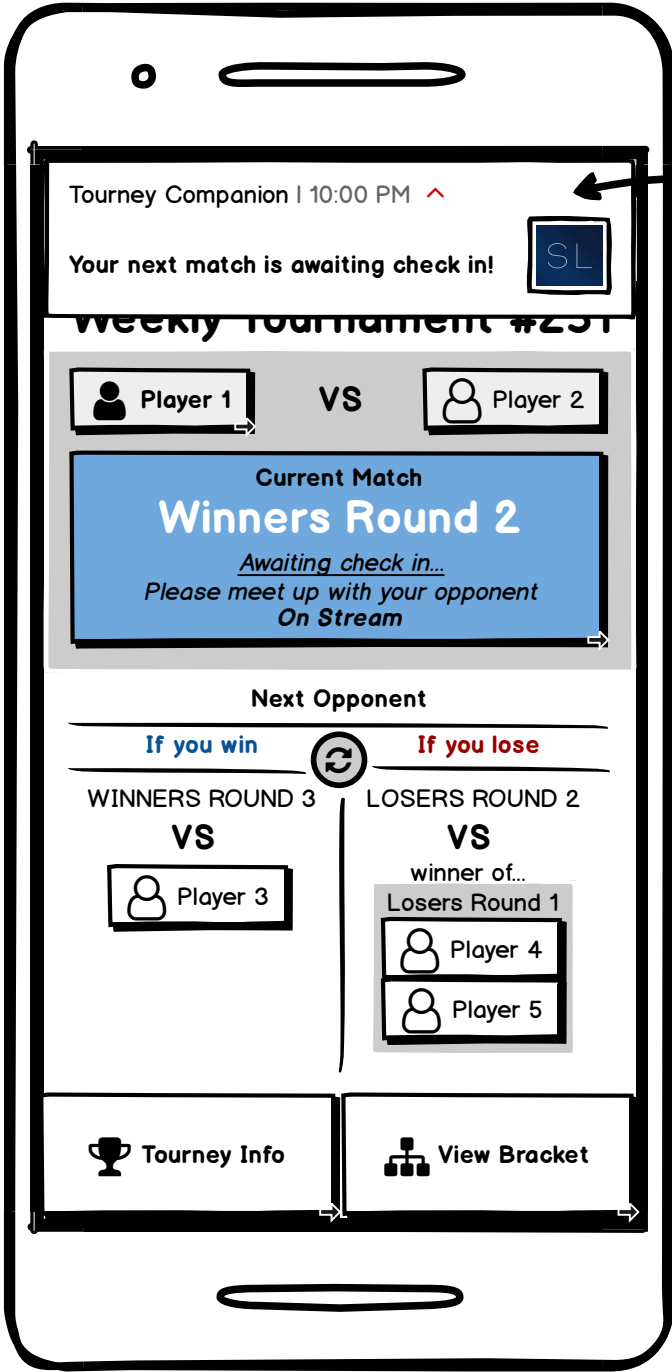 Tourney Companion | 10:00 PM
Your next match is awaiting check in!
SL
Weekly Tournament #231
Player 1 VS Player 2
Current Match
Winners Round 2
Awaiting check in...
Please meet up with your opponent
On Stream
Next Opponent
If you win If you lose
WINNERS ROUND 3 LOSERS ROUND 2
VS VS
winner of...
Losers Round 1
Player 3
Player 4
Player 5
Tourney Info View Bracket